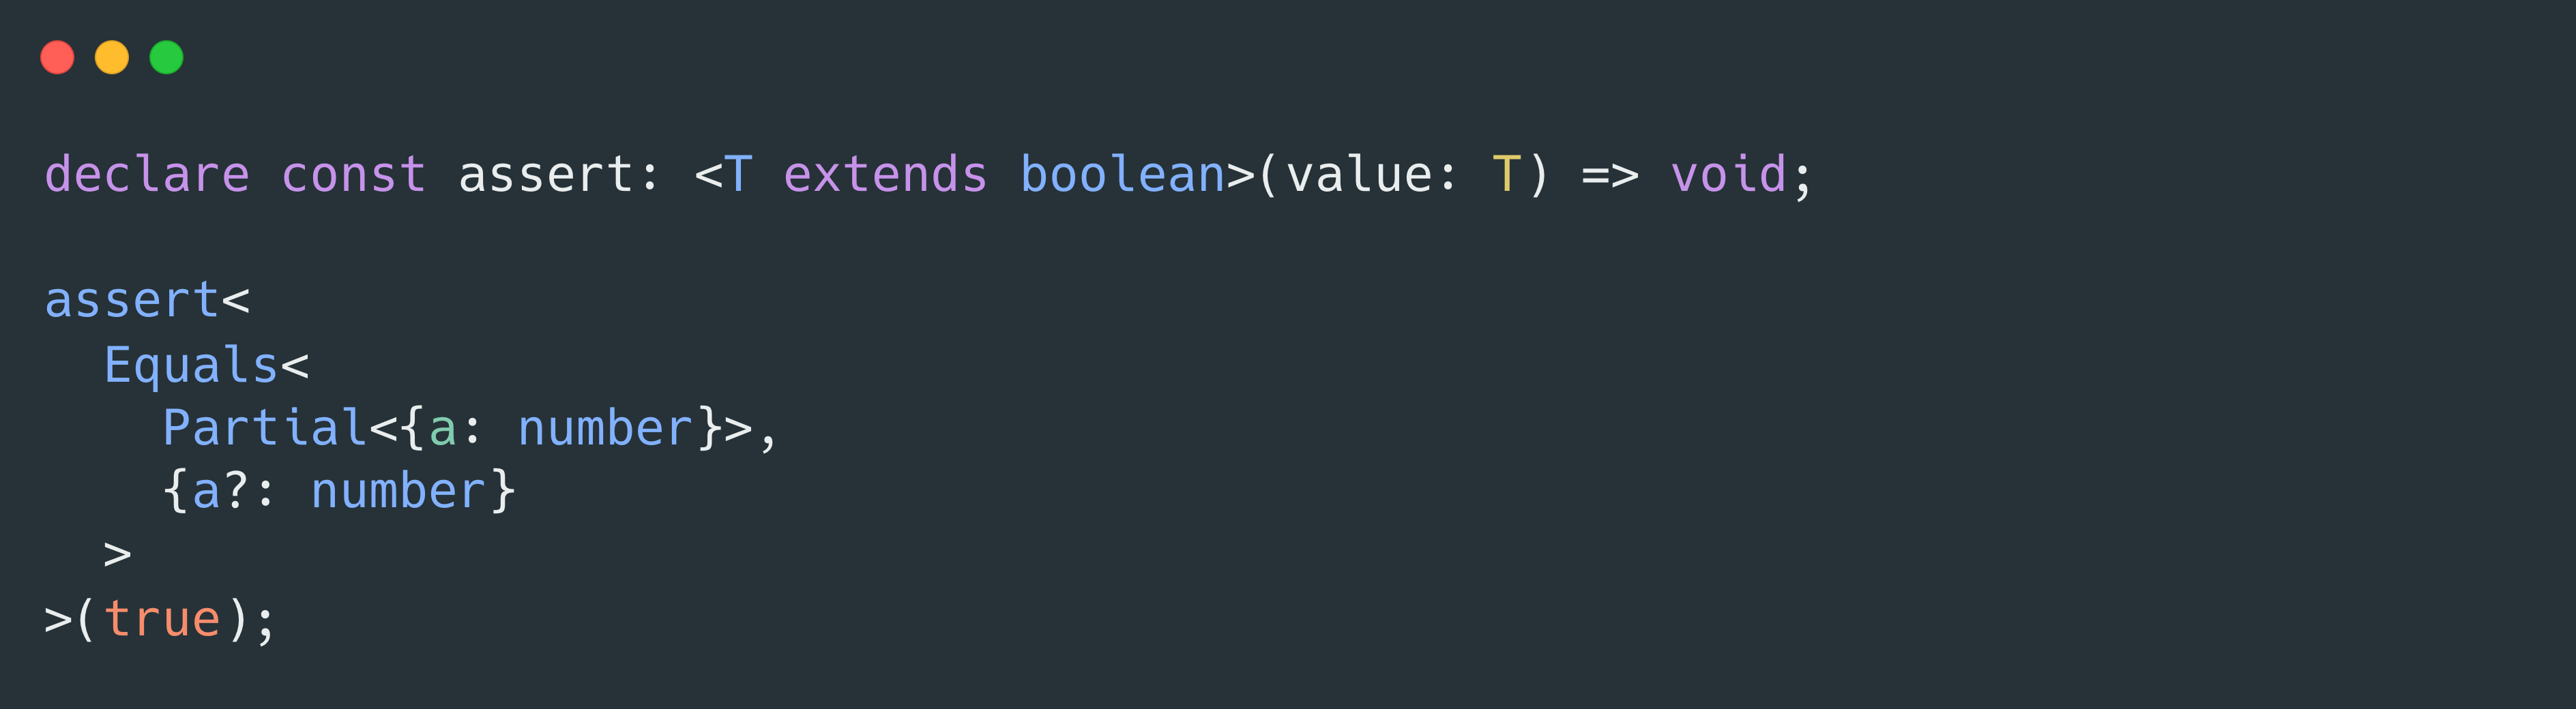 declare const assert: <T extends boolean>(value: T) => void;
assert<
Equals<
Partial<{a: number}>,
{a?: number}
>
>(true);